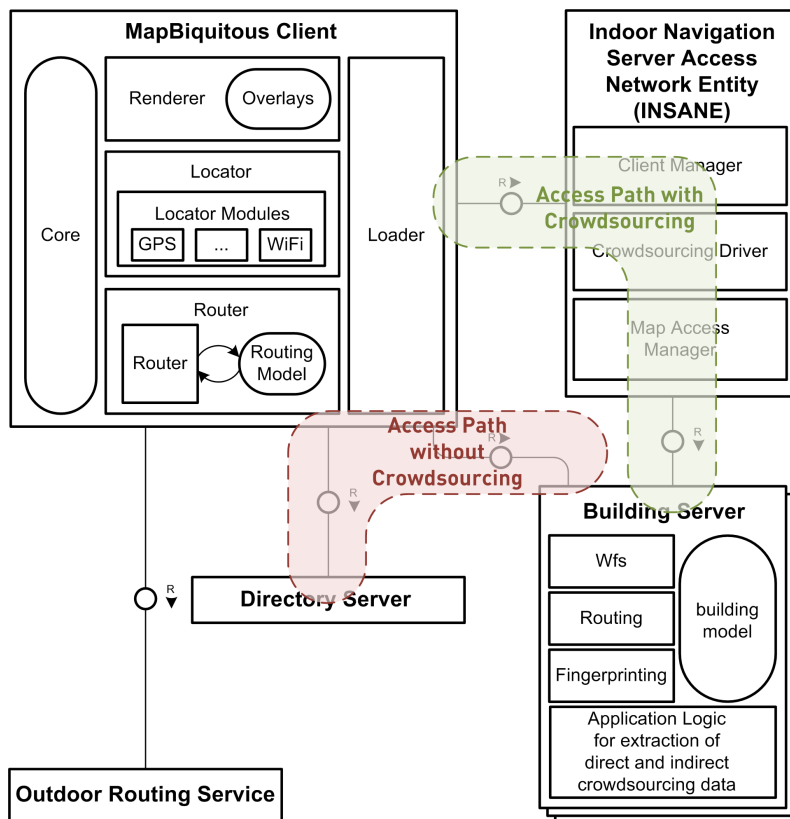 MapBiquitous Client
Core
Renderer
Overlays
Locator
Locator Modules
GPS
...
WiFi
Router
Router
Routing
Model
Loader
Indoor Navigation
Server Access
Network Entity
(INSANE)
Client Manager
Crowdsourcing Driver
Map Access
Manager
R
Access Path with
Crowdsourcing
Access Path
without
Crowdsourcing
R
R
R
R
Directory Server
Outdoor Routing Service
Building Server
Wfs
Routing
Fingerprinting
building
model
Application Logic
for extraction of
direct and indirect
crowdsourcing data